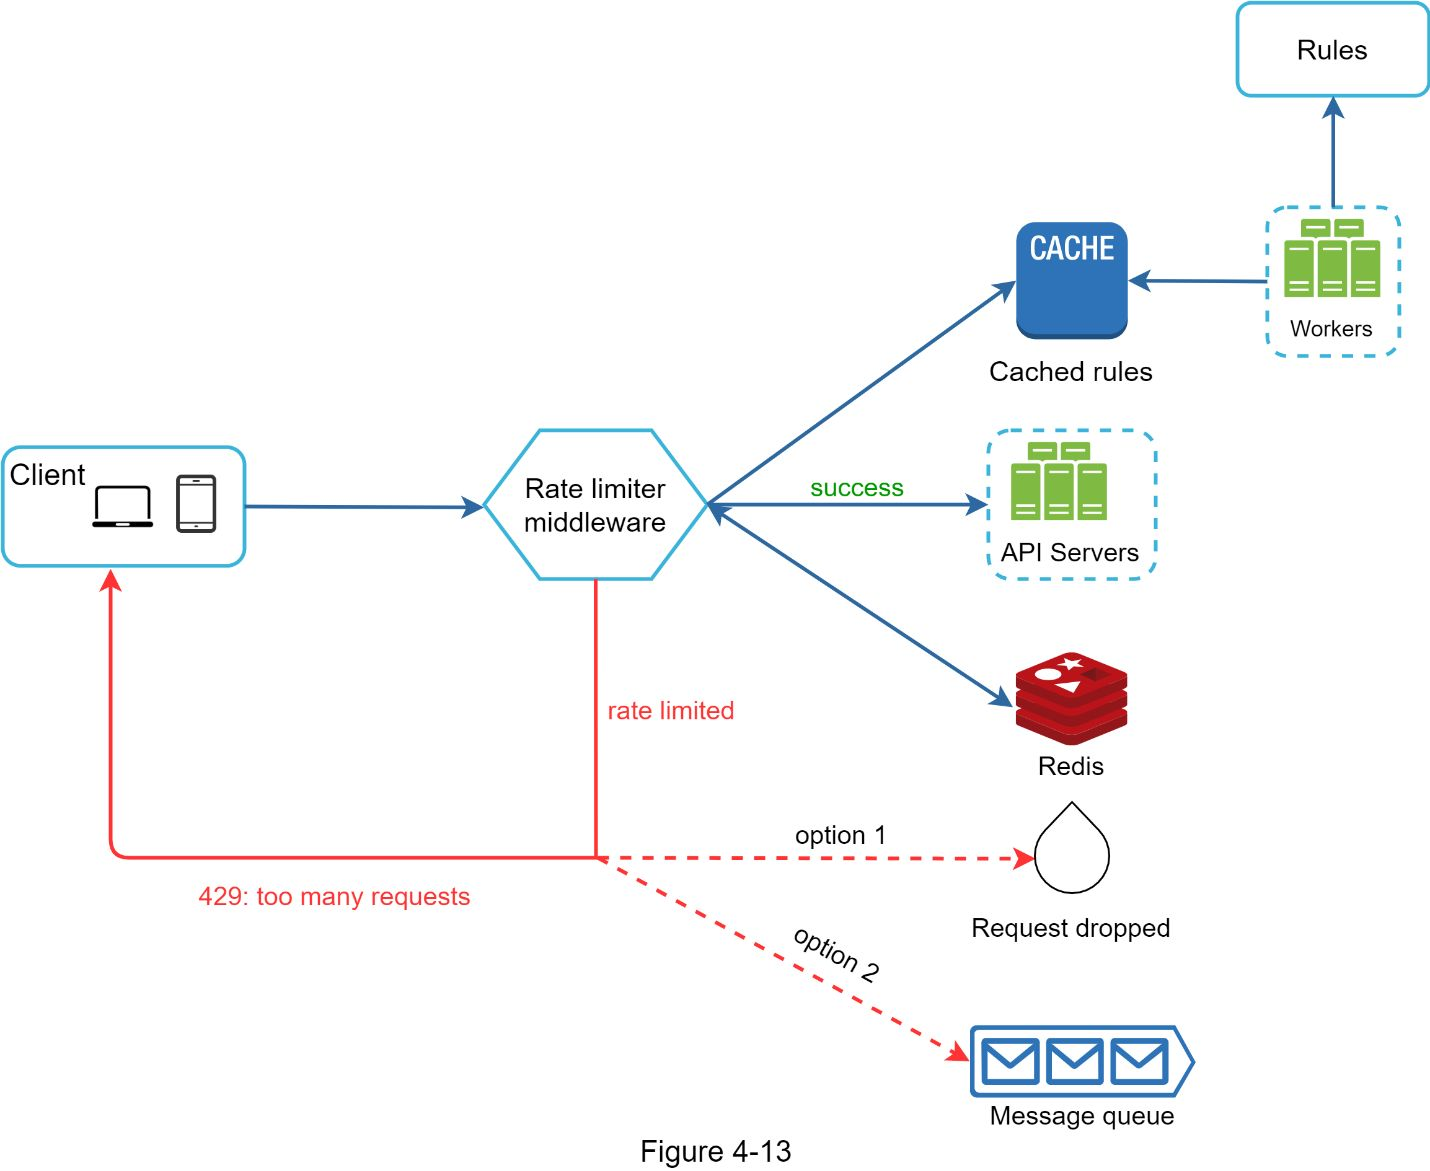 Rules
CACHE
Workers
Cached rules
Client
Rate limiter
middleware
success
API Servers
rate limited
Redis
option 1
429: too many requests
Request dropped
option 2
Message queue
Figure 4-13